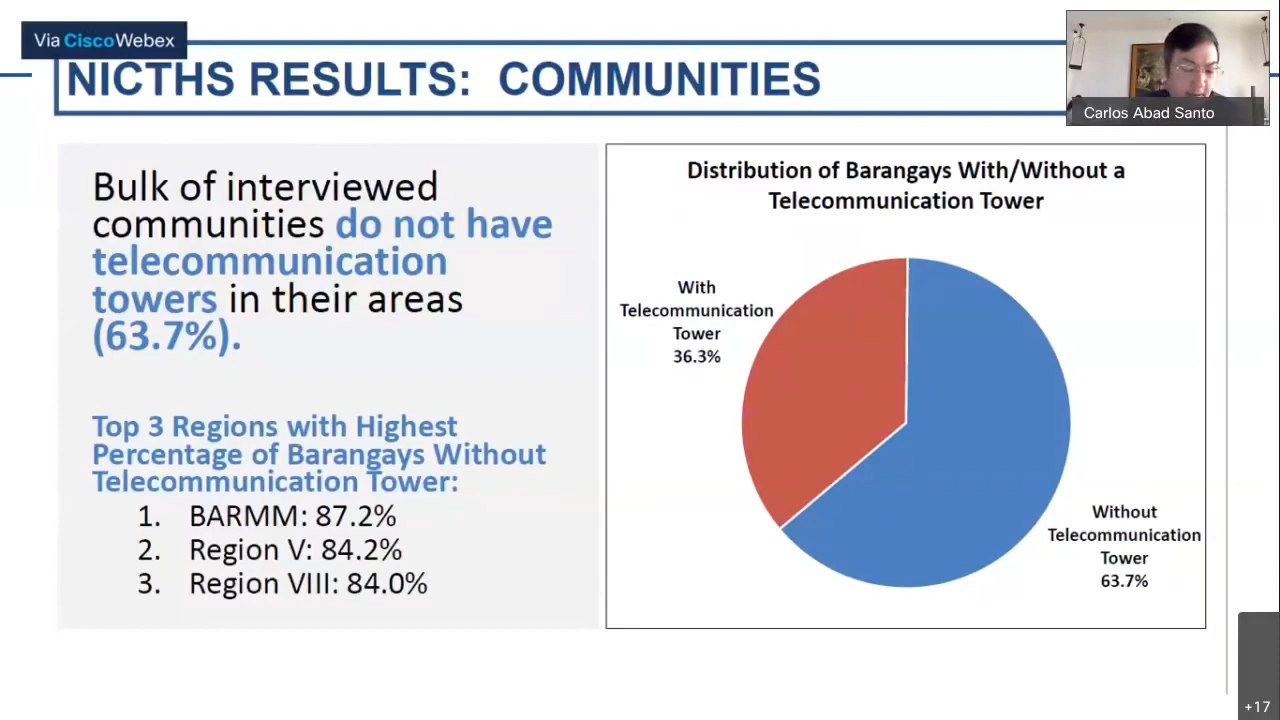 Via Cisco Webex
NICTHS RESULTS: COMMUNITIES
Carlos Abad Santo
Bulk of interviewed
communities do not have
telecommunication
towers in their areas
(63.7%).
Top 3 Regions with Highest
Percentage of Barangays Without
Telecommunication Tower:
1. BARMM: 87.2%
2. Region V: 84.2%
3. Region VIII: 84.0%
Distribution of Barangays With/Without a
Telecommunication Tower
With
Telecommunication
Tower
36.3%
Without
Telecommunication
Tower
63.7%
+17